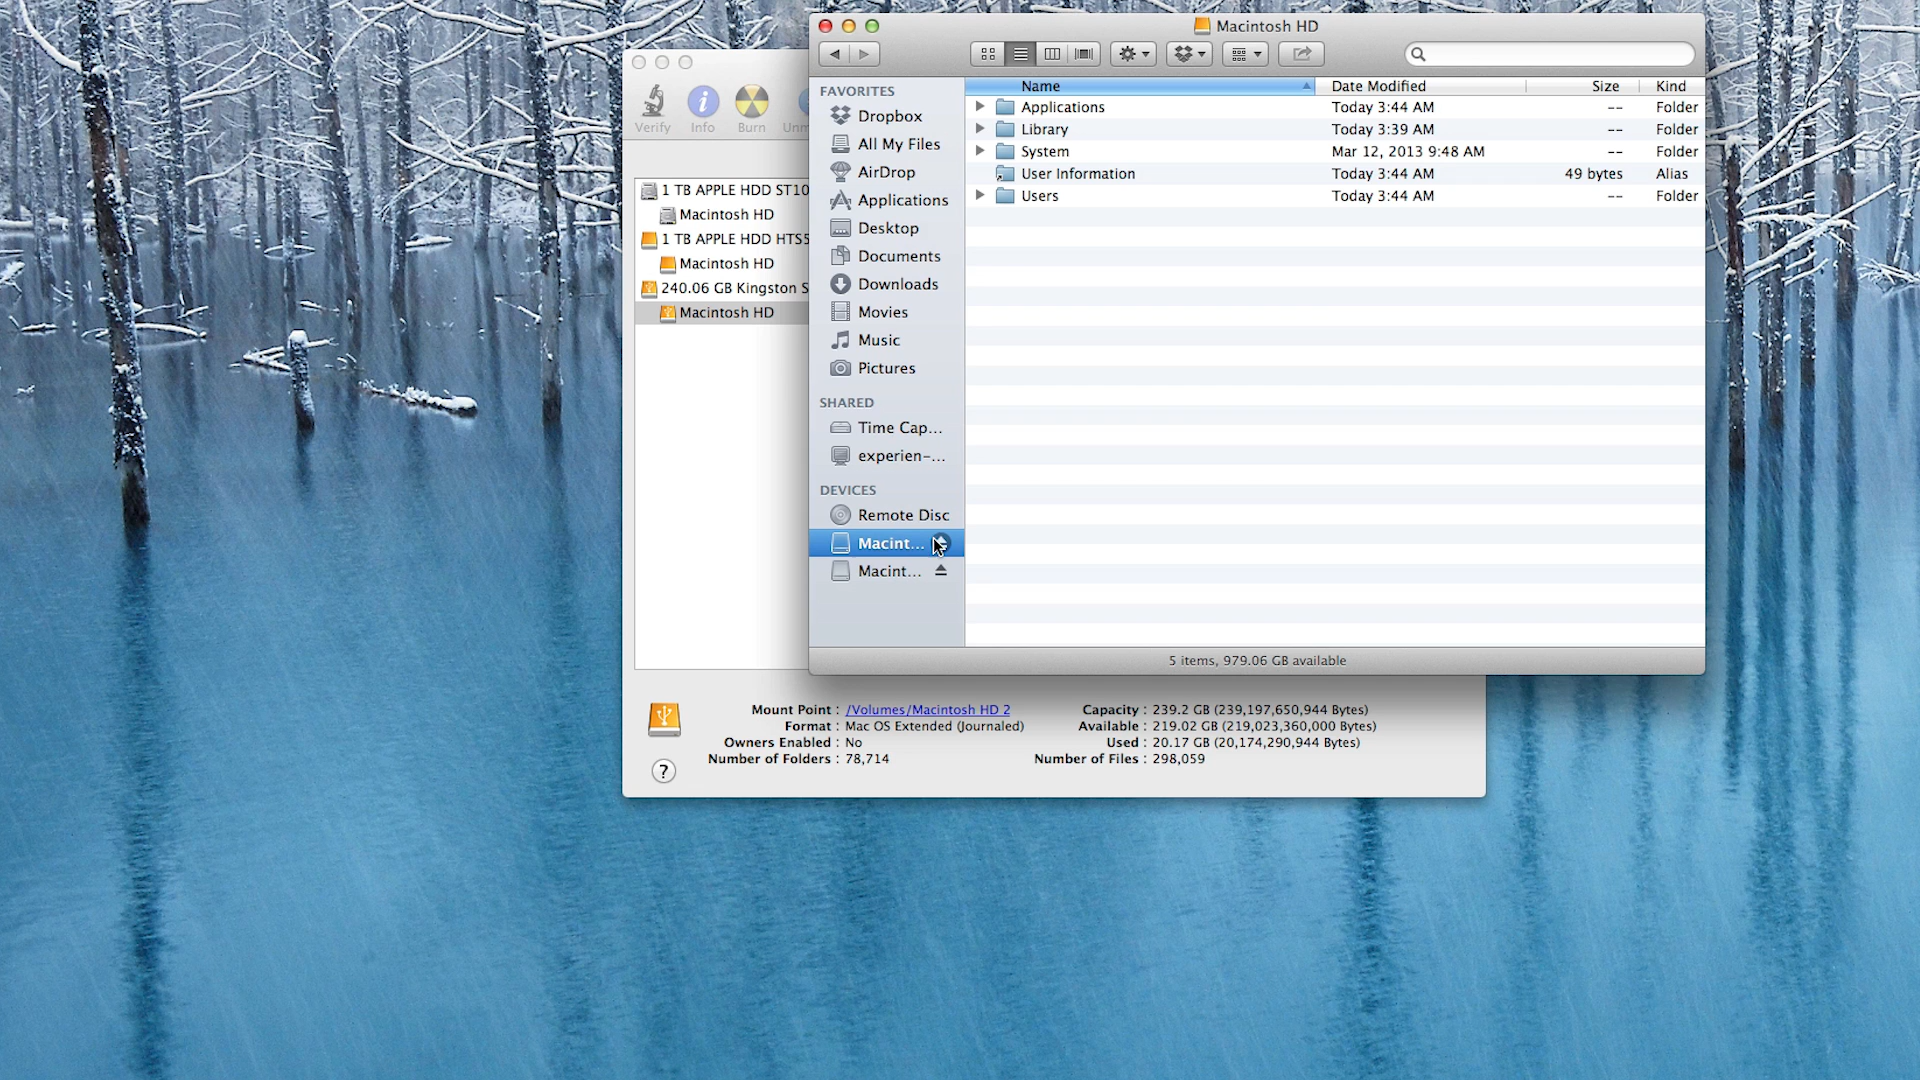 Macintosh HD
FAVORITES
Dropbox
All My Files
AirDrop
Applications
Desktop
Documents
Downloads
Movies
Music
Pictures
SHARED
Time Cap...
experien-...
DEVICES
Remote Disc
Macint...
Macint...
Name Date Modified Size Kind
Applications Today 3:44 AM -- Folder
Library Today 3:39 AM -- Folder
System Mar 12, 2013 9:48 AM -- Folder
User Information Today 3:44 AM 49 bytes Alias
Users Today 3:44 AM -- Folder
5 items, 979.06 GB available
Verify Info Burn Unm
1 TB APPLE HDD ST10
Macintosh HD
1 TB APPLE HDD HTS5
Macintosh HD
240.06 GB Kingston S
Macintosh HD
Mount Point : /Volumes/Macintosh HD 2 Capacity : 239.2 GB (239,197,650,944 Bytes)
Format : Mac OS Extended (Journaled) Available : 219.02 GB (219,023,360,000 Bytes)
Owners Enabled : No Used : 20.17 GB (20,174,290,944 Bytes)
Number of Folders : 78,714 Number of Files : 298,059
?